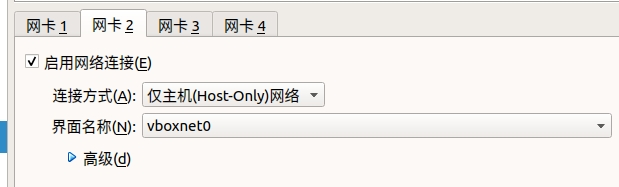 网卡 1 网卡 2 网卡 3 网卡 4
启用网络连接(E)
连接方式(A): 仅主机(Host-Only)网络
界面名称(N): vboxnet0
高级(d)